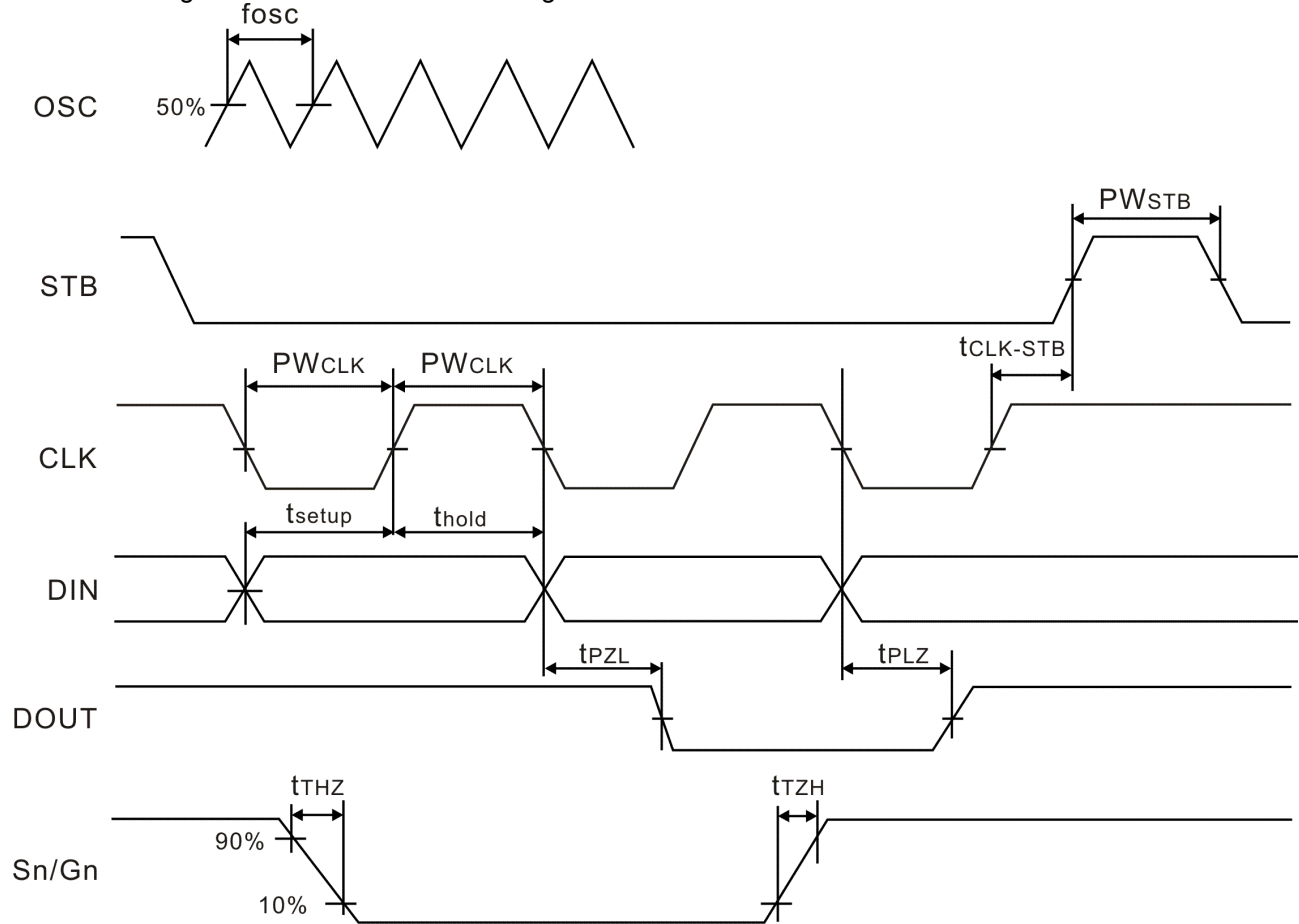 fosc
OSC
50%
PWSTB
STB
tCLK-STB
PWCLK
PWCLK
CLK
tsetup
thold
DIN
tPZL
tPLZ
DOUT
tTHZ
tTZH
90%
Sn/Gn
10%